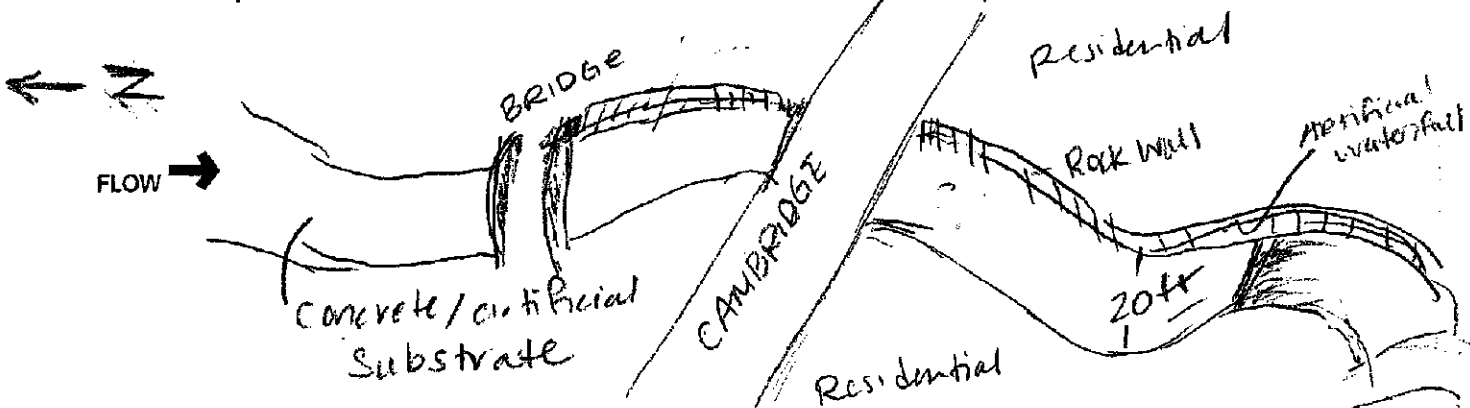 N
FLOW
BRIDGE
Concrete/artificial
Substrate
CAMBRIDGE
Residential
Rock Wall
Artificial
waterfall
20ft
Residential